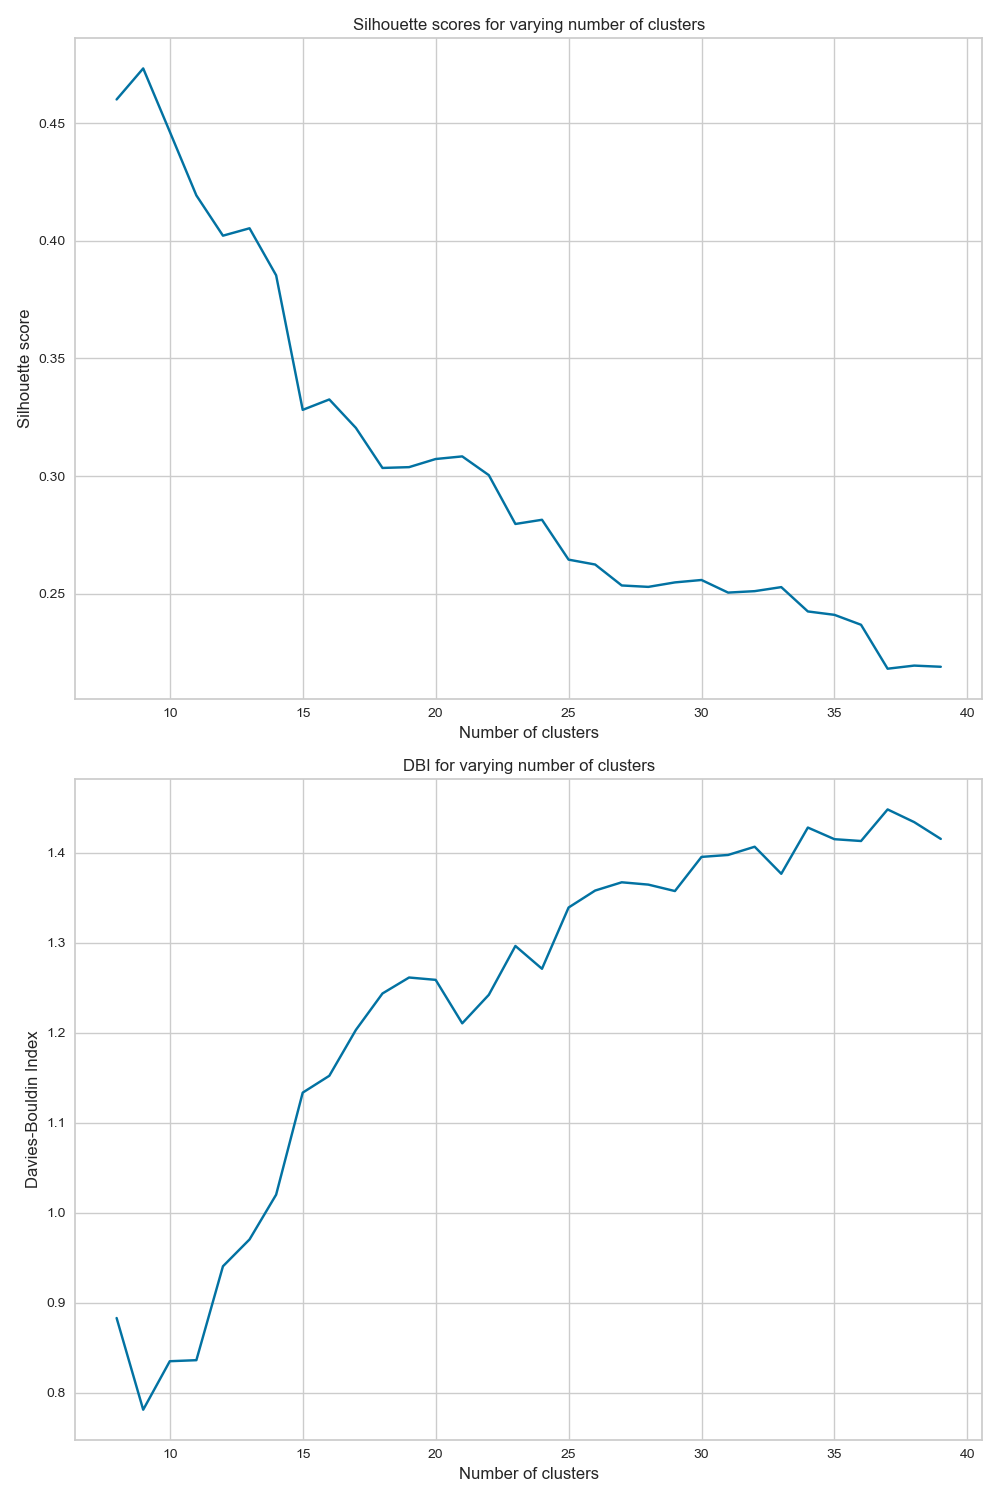 Silhouette scores for varying number of clusters
0.45
0.40
0.35
0.30
0.25
Silhouette score
10 15 20 25 30 35 40
Number of clusters
DBI for varying number of clusters
1.4
1.3
1.2
1.1
1.0
0.9
0.8
Davies-Bouldin Index
10 15 20 25 30 35 40
Number of clusters